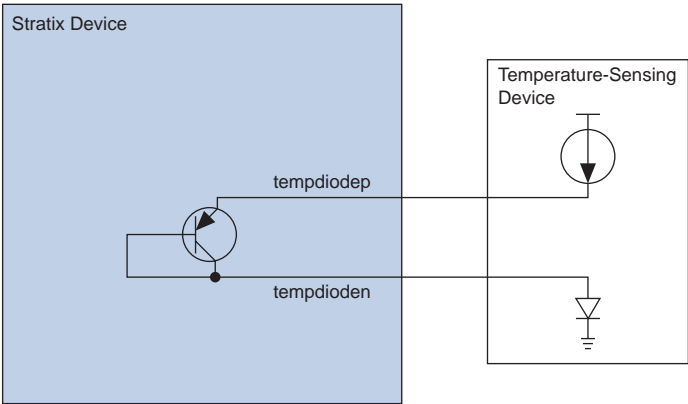 Stratix Device
Temperature-Sensing
Device
tempdiodep
tempdioden